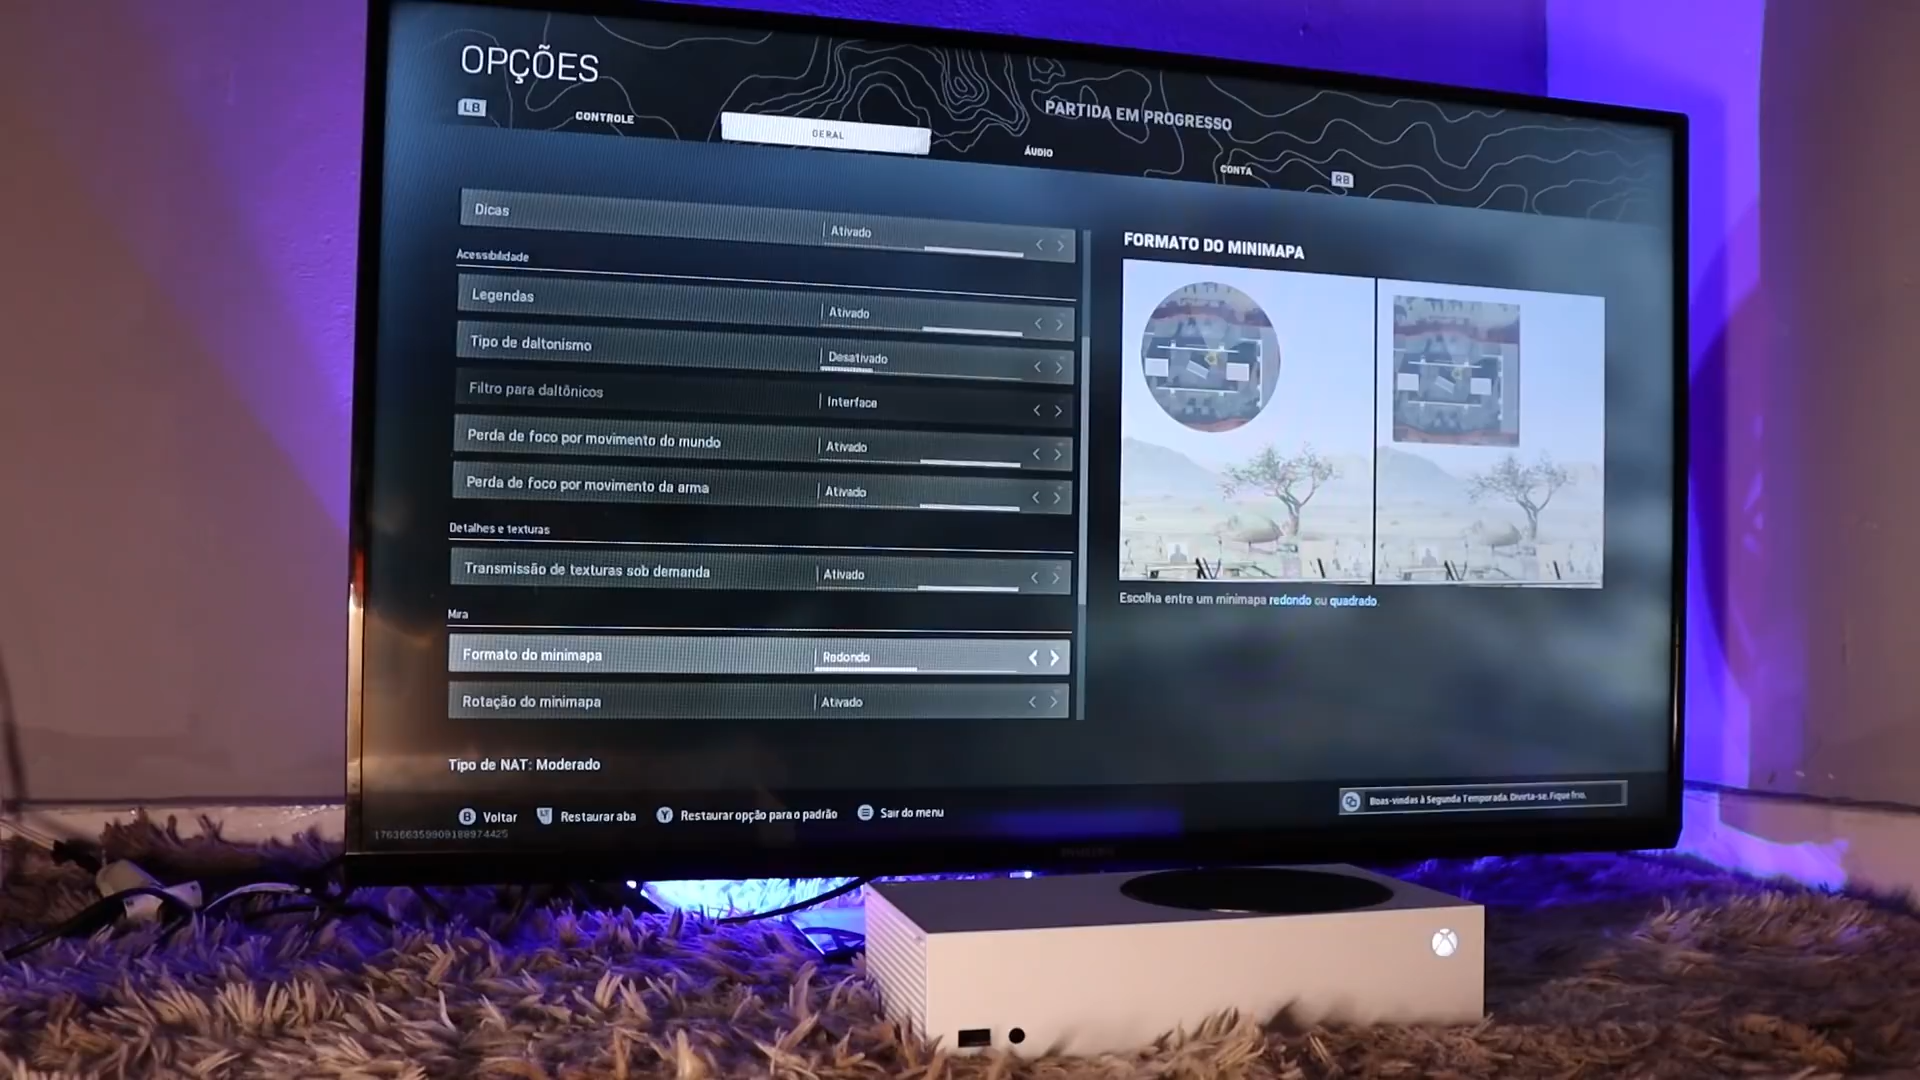 OPÇÕES
PARTIDA EM PROGRESSO
LB
CONTROLE
GERAL
ÁUDIO
CONTA
RB
Dicas
Ativado
Acessibilidade
Legendas
Ativado
Tipo de daltonismo
Desativado
Filtro para daltônicos
Interface
Perda de foco por movimento do mundo
Ativado
Perda de foco por movimento da arma
Ativado
Detalhes e texturas
Transmissão de texturas sob demanda
Ativado
Mira
Formato do minimapa
Redondo
Rotação do minimapa
Ativado
FORMATO DO MINIMAPA
Escolha entre um minimapa redondo ou quadrado.
Tipo de NAT: Moderado
Boas-vindas à Segunda Temporada. Divirta-se. Fique frio.
B Voltar
LT Restaurar aba
Y Restaurar opção para o padrão
Sair do menu
17636635990918897442​5